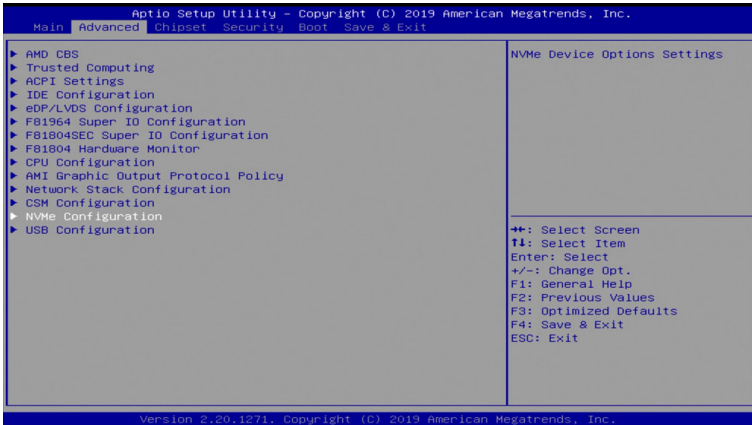 Aptio Setup Utility – Copyright (C) 2019 American Megatrends, Inc.
Main Advanced Chipset Security Boot Save & Exit
▶ AMD CBS
▶ Trusted Computing
▶ ACPI Settings
▶ IDE Configuration
▶ eDP/LVDS Configuration
▶ F81964 Super IO Configuration
▶ F81804SEC Super IO Configuration
▶ F81804 Hardware Monitor
▶ CPU Configuration
▶ AMI Graphic Output Protocol Policy
▶ Network Stack Configuration
▶ CSM Configuration
▶ NVMe Configuration
▶ USB Configuration
NVMe Device Options Settings
→←: Select Screen
↑↓: Select Item
Enter: Select
+/-: Change Opt.
F1: General Help
F2: Previous Values
F3: Optimized Defaults
F4: Save & Exit
ESC: Exit
Version 2.20.1271. Copyright (C) 2019 American Megatrends, Inc.